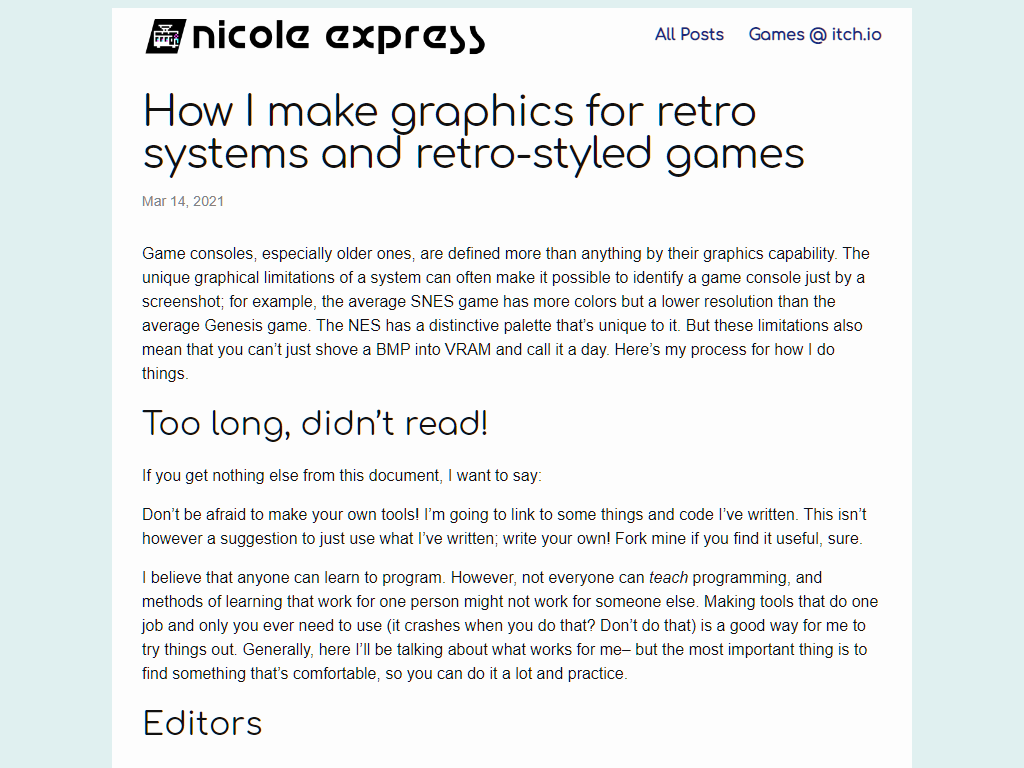 nicole express
All Posts Games @ itch.io
How I make graphics for retro
systems and retro-styled games
Mar 14, 2021
Game consoles, especially older ones, are defined more than anything by their graphics capability. The
unique graphical limitations of a system can often make it possible to identify a game console just by a
screenshot; for example, the average SNES game has more colors but a lower resolution than the
average Genesis game. The NES has a distinctive palette that’s unique to it. But these limitations also
mean that you can’t just shove a BMP into VRAM and call it a day. Here’s my process for how I do
things.
Too long, didn’t read!
If you get nothing else from this document, I want to say:
Don’t be afraid to make your own tools! I’m going to link to some things and code I’ve written. This isn’t
however a suggestion to just use what I’ve written; write your own! Fork mine if you find it useful, sure.
I believe that anyone can learn to program. However, not everyone can teach programming, and
methods of learning that work for one person might not work for someone else. Making tools that do one
job and only you ever need to use (it crashes when you do that? Don’t do that) is a good way for me to
try things out. Generally, here I’ll be talking about what works for me– but the most important thing is to
find something that’s comfortable, so you can do it a lot and practice.
Editors